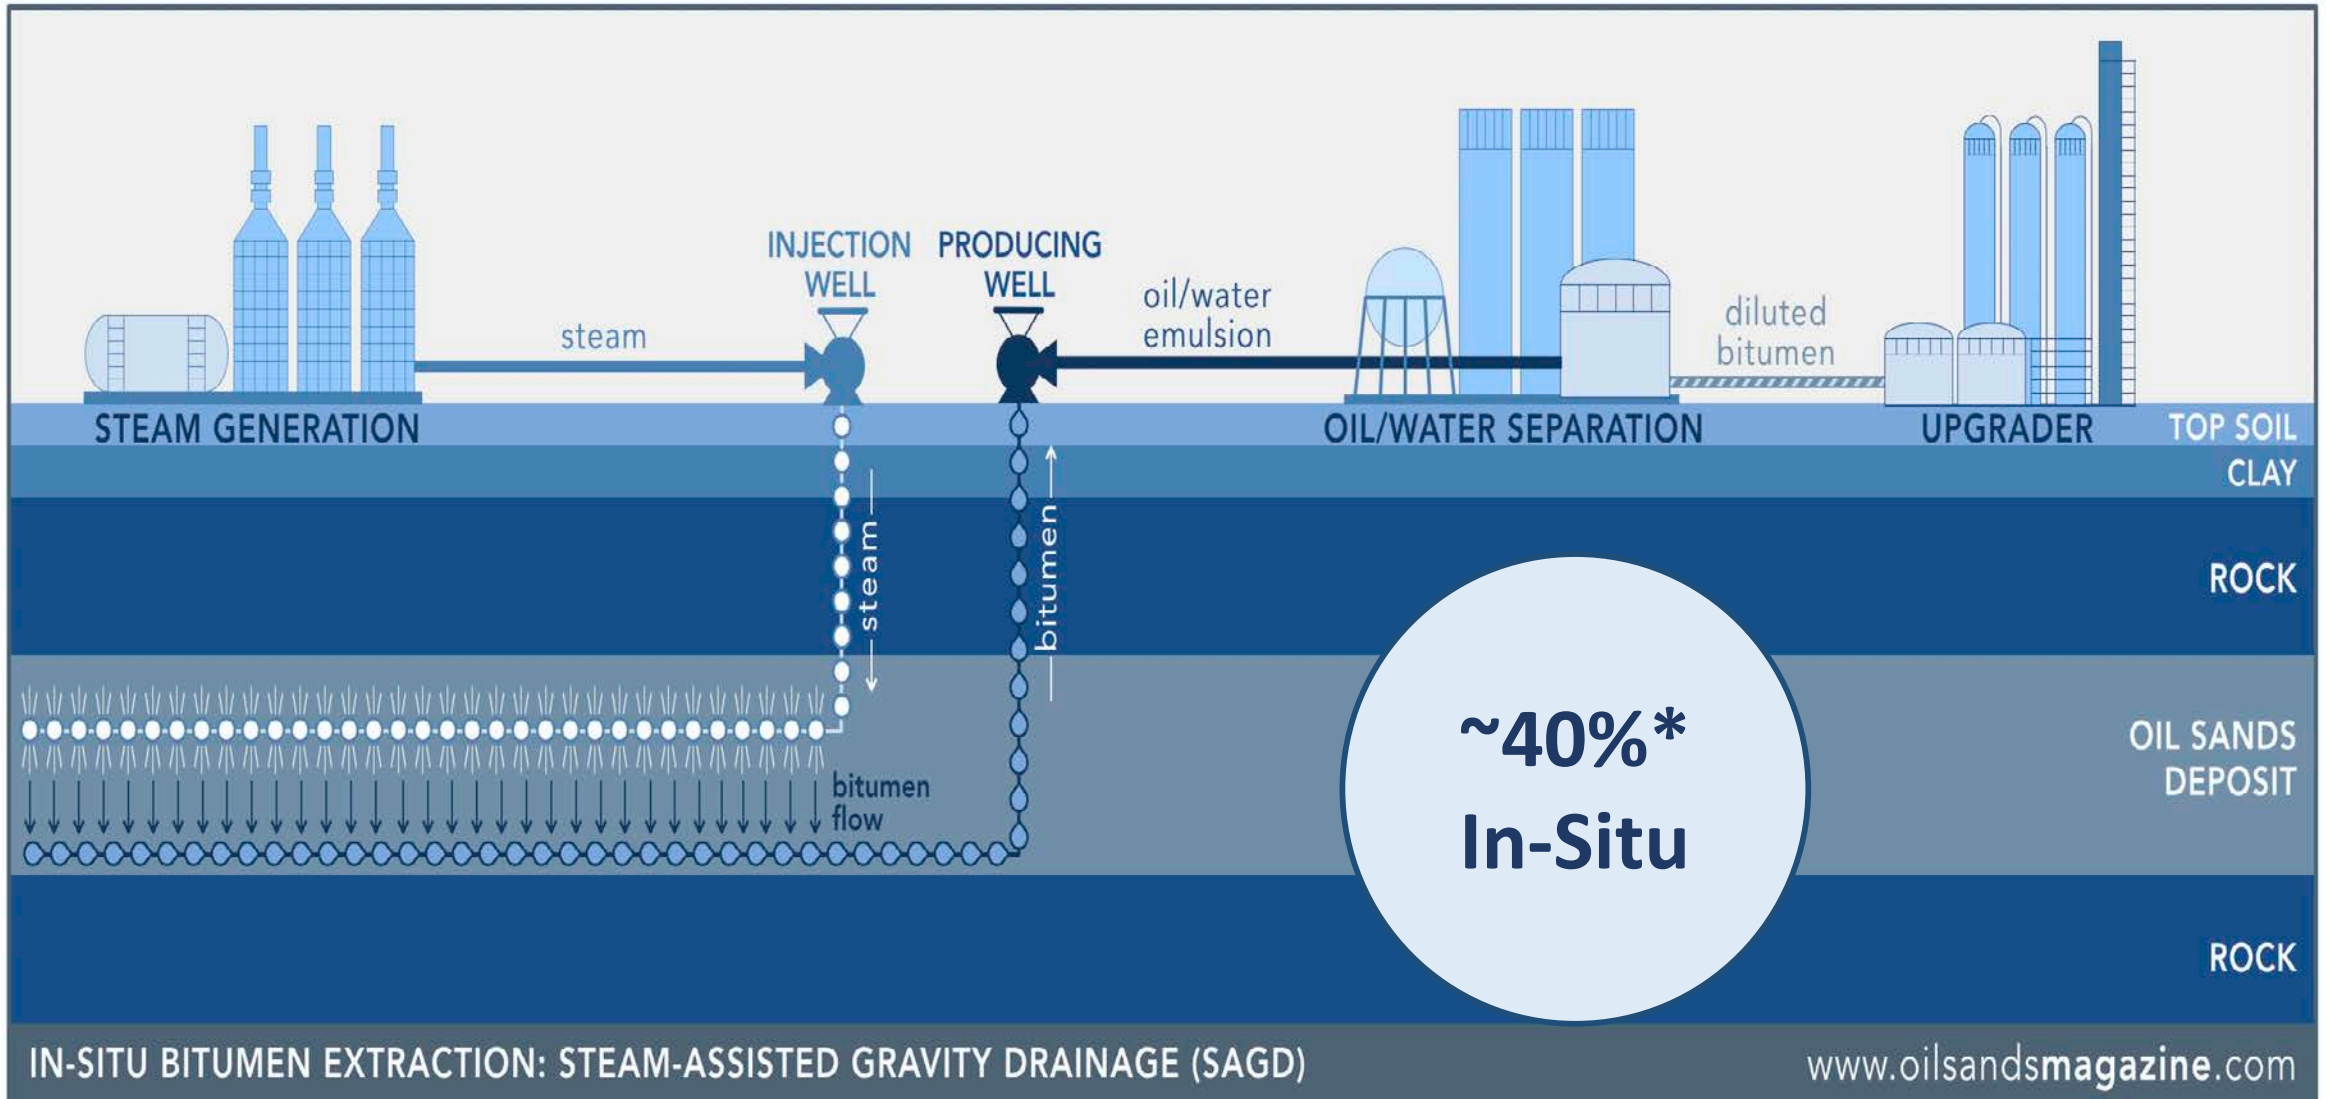 INJECTION
WELL
PRODUCING
WELL
steam
oil/water
emulsion
diluted
bitumen
STEAM GENERATION
OIL/WATER SEPARATION
UPGRADER
TOP SOIL
CLAY
steam
bitumen
ROCK
~40%*
In-Situ
OIL SANDS
DEPOSIT
bitumen
flow
ROCK
IN-SITU BITUMEN EXTRACTION: STEAM-ASSISTED GRAVITY DRAINAGE (SAGD)
www.oilsandsmagazine.com